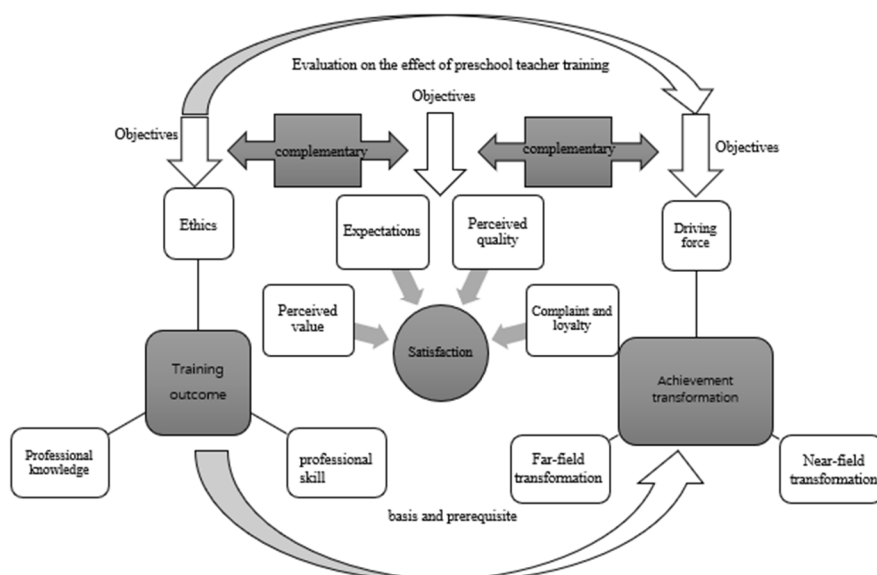 Evaluation on the effect of preschool teacher training
Objectives
Objectives
Objectives
complementary
complementary
Ethics
Expectations
Perceived
quality
Driving
force
Perceived
value
Complaint and
loyalty
Satisfaction
Training
outcome
Achievement
transformation
Professional
knowledge
professional
skill
Far-field
transformation
Near-field
transformation
basis and prerequisite